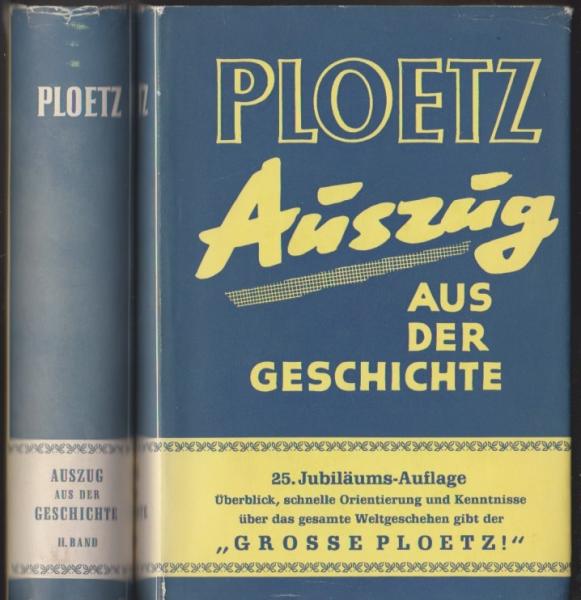 PLOETZ
AUSZUG
AUS DER
GESCHICHTE
II. BAND
TZ
PLOETZ
Auszug
AUS
DER
GESCHICHTE
25. Jubiläums-Auflage
Überblick, schnelle Orientierung und Kenntnisse
über das gesamte Weltgeschehen gibt der
„GROSSE PLOETZ!“